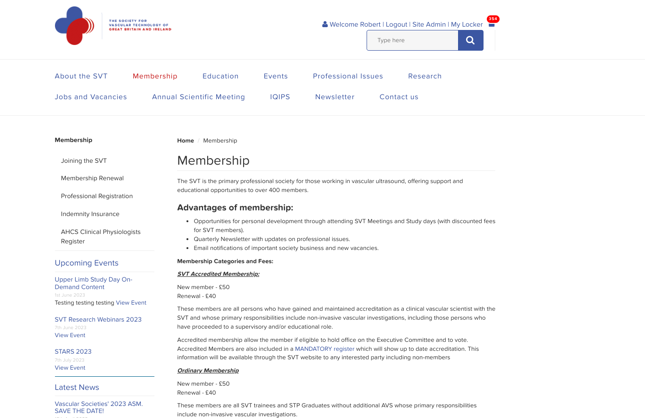 THE SOCIETY FOR
VASCULAR TECHNOLOGY OF
GREAT BRITAIN AND IRELAND
Welcome Robert | Logout | Site Admin | My Locker
254
Type here
About the SVT
Membership
Education
Events
Professional Issues
Research
Jobs and Vacancies
Annual Scientific Meeting
IQIPS
Newsletter
Contact us
Membership
Joining the SVT
Membership Renewal
Professional Registration
Indemnity Insurance
AHCS Clinical Physiologists
Register
Upcoming Events
Upper Limb Study Day On-
Demand Content
1st June 2023
Testing testing testing View Event
SVT Research Webinars 2023
7th June 2023
View Event
STARS 2023
7th July 2023
View Event
Latest News
Vascular Societies' 2023 ASM.
SAVE THE DATE!
Home / Membership
Membership
The SVT is the primary professional society for those working in vascular ultrasound, offering support and
educational opportunities to over 400 members.
Advantages of membership:
• Opportunities for personal development through attending SVT Meetings and Study days (with discounted fees
for SVT members).
• Quarterly Newsletter with updates on professional issues.
• Email notifications of important society business and new vacancies.
Membership Categories and Fees:
SVT Accredited Membership:
New member - £50
Renewal - £40
These members are all persons who have gained and maintained accreditation as a clinical vascular scientist with the
SVT and whose primary responsibilities include non-invasive vascular investigations, including those persons who
have proceeded to a supervisory and/or educational role.
Accredited membership allow the member if eligible to hold office on the Executive Committee and to vote.
Accredited Members are also included in a MANDATORY register which will show up to date accreditation. This
information will be available through the SVT website to any interested party including non-members
Ordinary Membership
New member - £50
Renewal - £40
These members are all SVT trainees and STP Graduates without additional AVS whose primary responsibilities
include non-invasive vascular investigations.